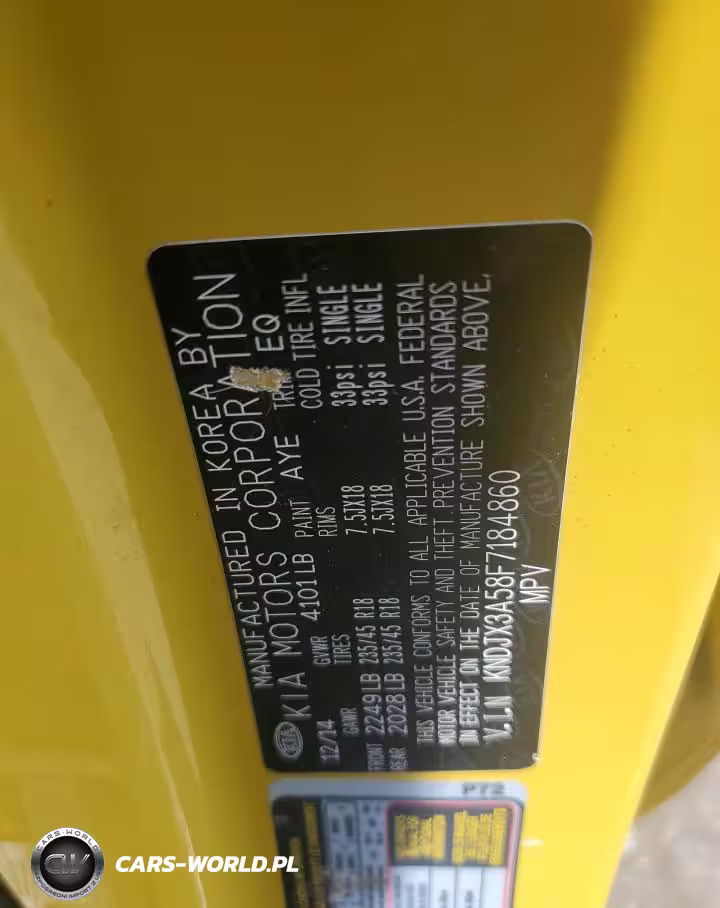 MANUFACTURED IN KOREA BY
KIA MOTORS CORPORATION
12/14 GVWR 4101LB PAINT AYE TRIM EQ
GAWR TIRES RIMS COLD TIRE INFL
FRONT 2249LB 235/45 R18 7.5JX18 33psi SINGLE
REAR 2028LB 235/45 R18 7.5JX18 33psi SINGLE
THIS VEHICLE CONFORMS TO ALL APPLICABLE U.S.A. FEDERAL
MOTOR VEHICLE SAFETY AND THEFT PREVENTION STANDARDS
IN EFFECT ON THE DATE OF MANUFACTURE SHOWN ABOVE.
V.I.N KNDJX3A58F7184860
MPV
P72
CARS-WORLD.PL